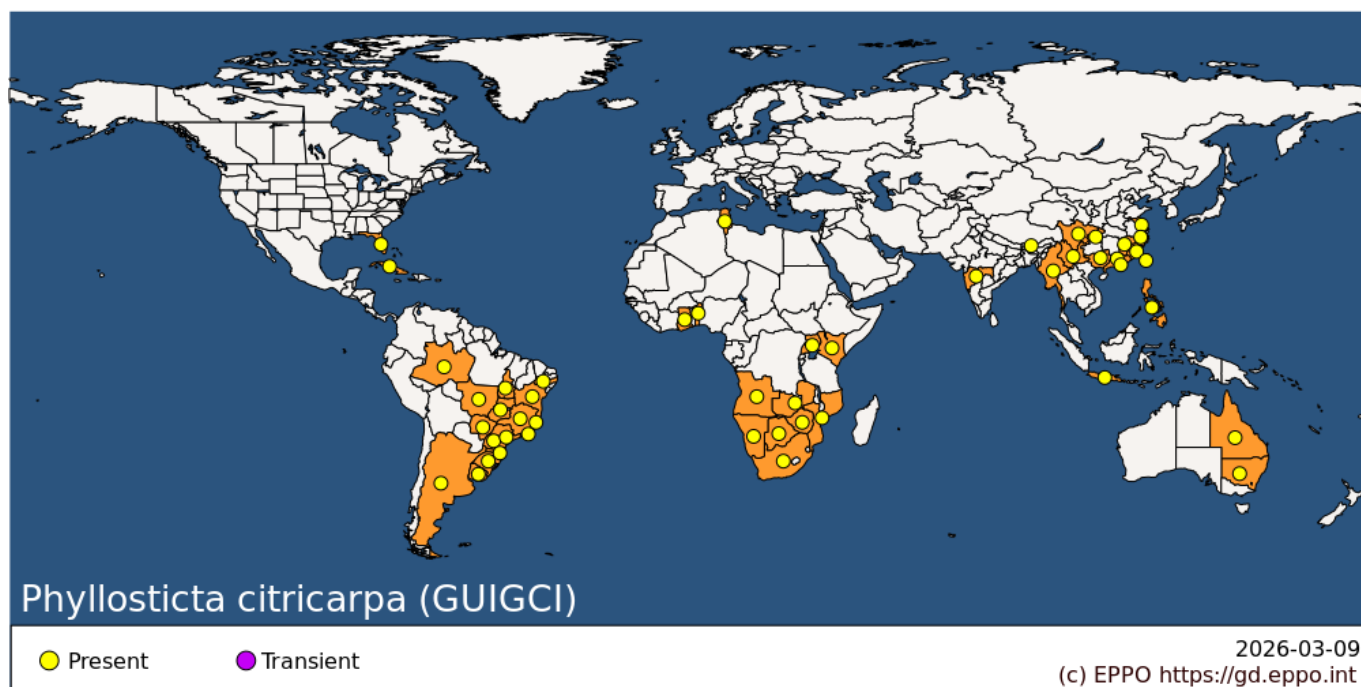 Phyllosticta citricarpa (GUIGCI)
Present
Transient
2026-03-09
(c) EPPO https://gd.eppo.int